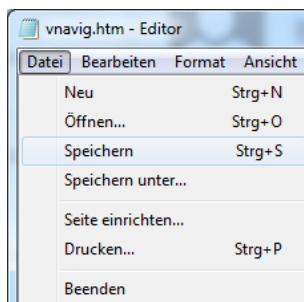 vnavig.htm - Editor
Datei Bearbeiten Format Ansicht
Neu Strg+N
Öffnen... Strg+O
Speichern Strg+S
Speichern unter...
Seite einrichten...
Drucken... Strg+P
Beenden